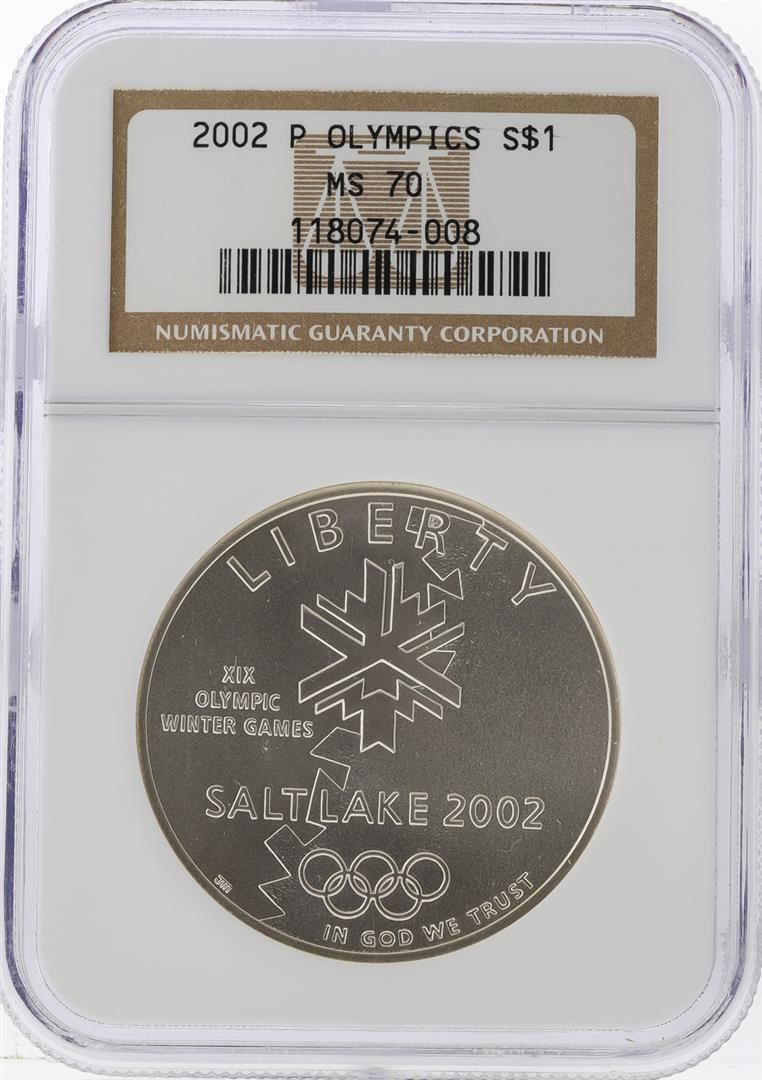 2002 P OLYMPICS S$1
MS 70
118074-008
NUMISMATIC GUARANTY CORPORATION
LIBERTY
XIX
OLYMPIC
WINTER GAMES
SALT LAKE 2002
JM
IN GOD WE TRUST